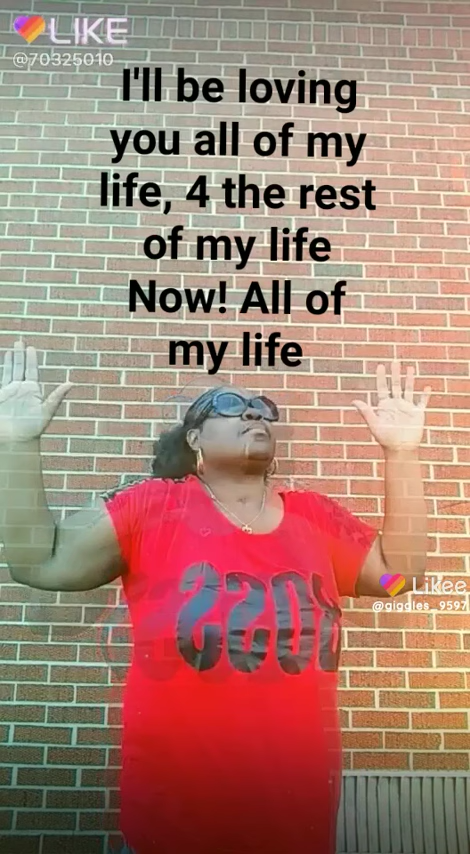 LIKE
@70325010
I'll be loving
you all of my
life, 4 the rest
of my life
Now! All of
my life
Likee
@giggles_9597